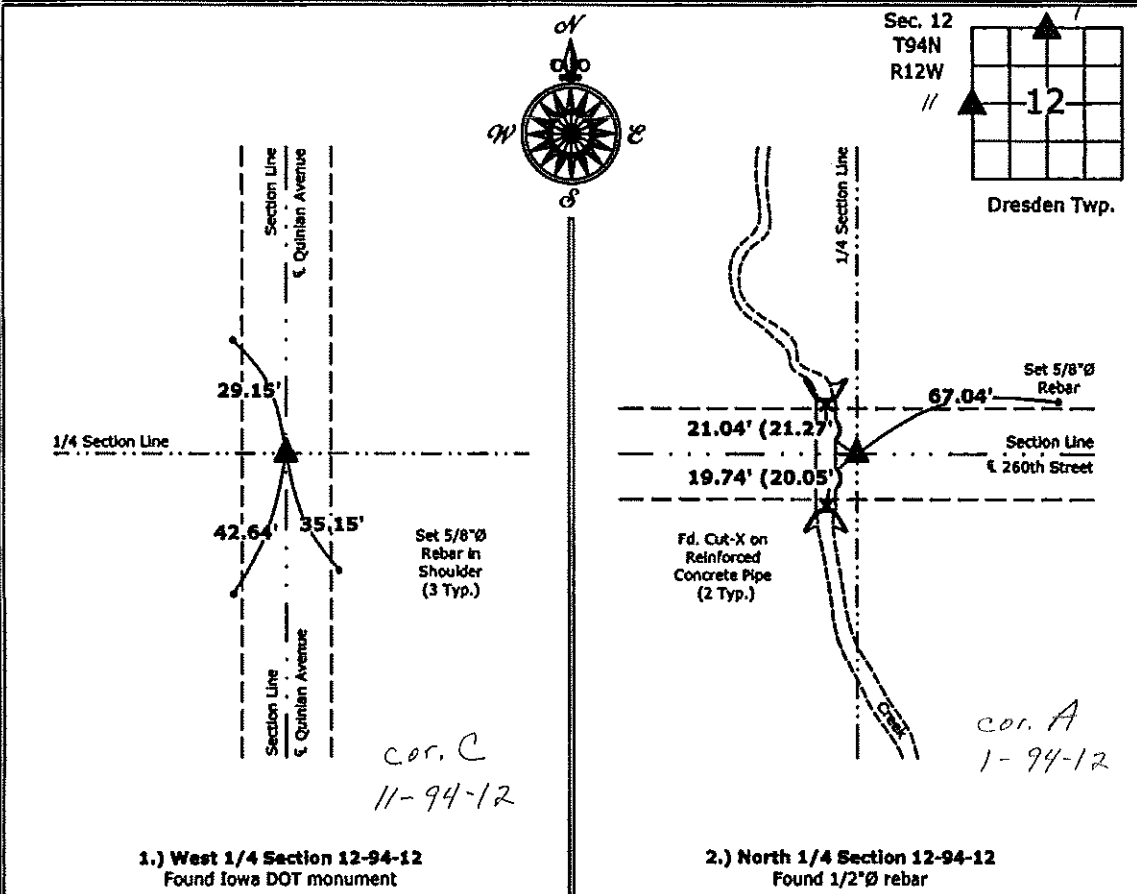 N
W
E
S
Sec. 12
T94N
R12W
1
11
12
Dresden Twp.
Section Line
℄ Quinlan Avenue
29.15'
1/4 Section Line
42.64'
35.15'
Set 5/8"Ø
Rebar in
Shoulder
(3 Typ.)
Section Line
℄ Quinlan Avenue
cor. C
11-94-12
1.) West 1/4 Section 12-94-12
Found Iowa DOT monument
1/4 Section Line
Set 5/8"Ø
Rebar
67.04'
21.04' (21.27'
Section Line
℄ 260th Street
19.74' (20.05'
Fd. Cut-X on
Reinforced
Concrete Pipe
(2 Typ.)
Creek
cor. A
1-94-12
2.) North 1/4 Section 12-94-12
Found 1/2"Ø rebar